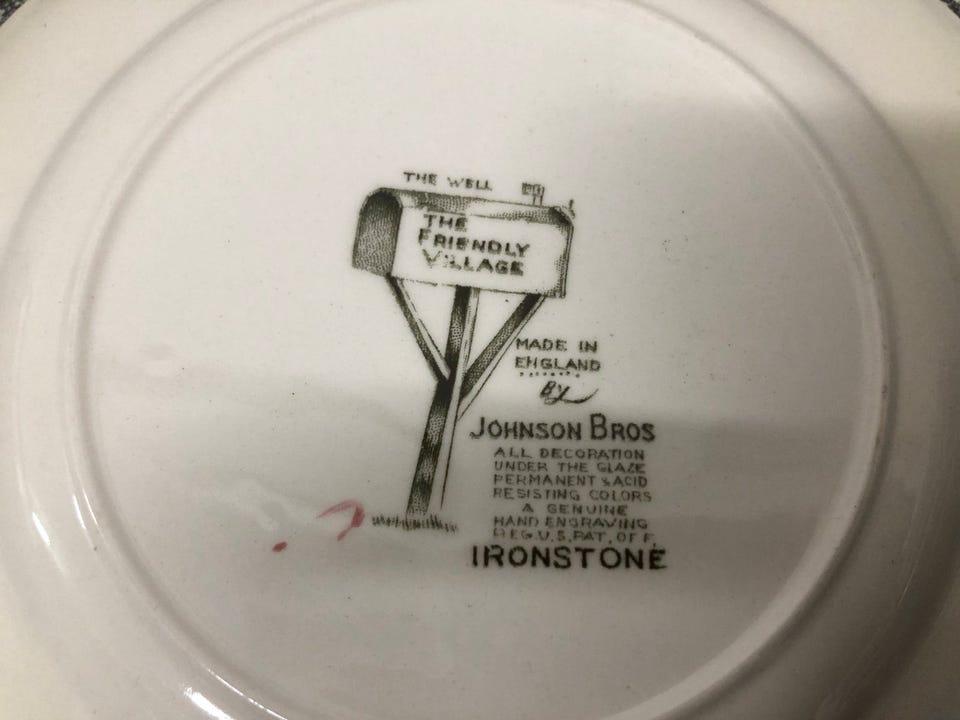 THE WELL
THE
FRIENDLY
VILLAGE
MADE IN
ENGLAND
BY
JOHNSON BROS
ALL DECORATION
UNDER THE GLAZE
PERMANENT & ACID
RESISTING COLORS
A GENUINE
HAND ENGRAVING
REG.U.S.PAT.OFF.
IRONSTONE